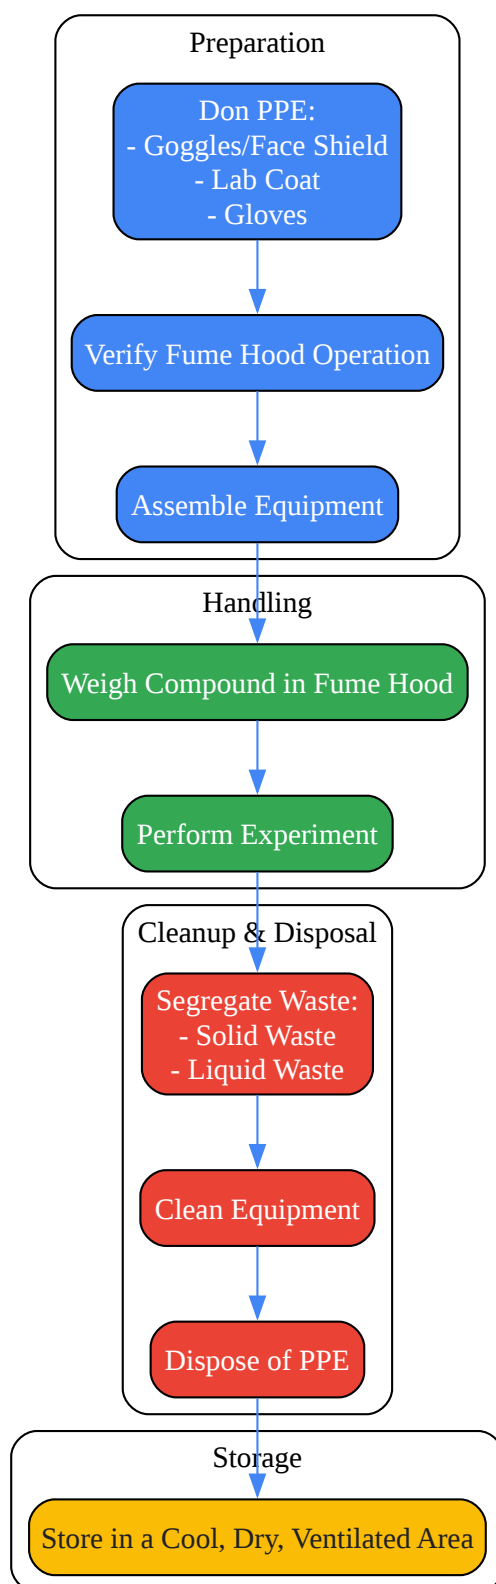 Preparation
Don PPE:
- Goggles/Face Shield
- Lab Coat
- Gloves
Verify Fume Hood Operation
Assemble Equipment
Handling
Weigh Compound in Fume Hood
Perform Experiment
Cleanup & Disposal
Segregate Waste:
- Solid Waste
- Liquid Waste
Clean Equipment
Dispose of PPE
Storage
Store in a Cool, Dry, Ventilated Area